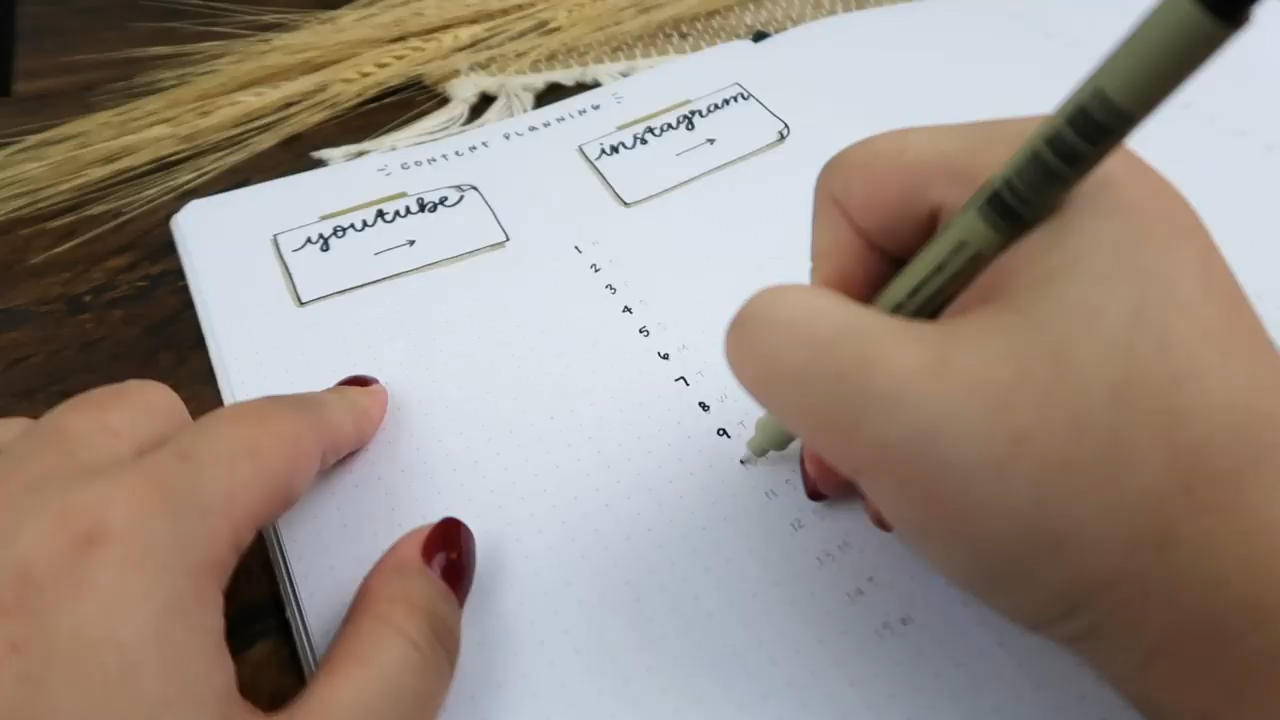 CONTENT PLANNING
youtube
instagram
1
2
3
4
5
6 M
7 T
8 W
9 T
11 S
12
13 M
14 T
15 W